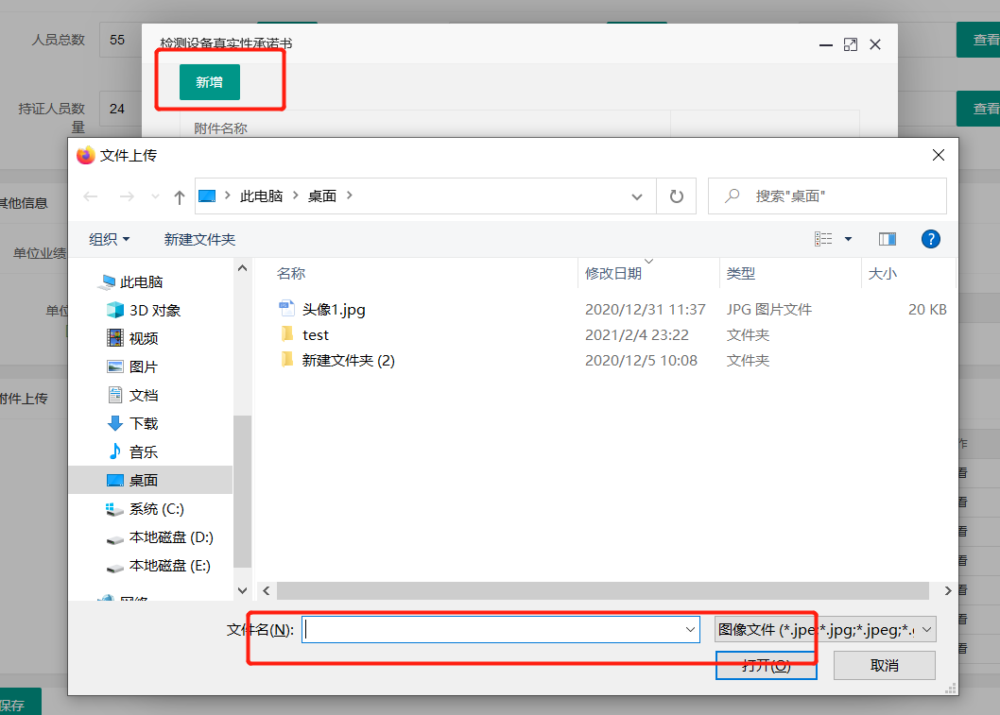 人员总数 55
检测设备真实性承诺书
查看
新增
持证人员数量 24
查看
附件名称
文件上传
此电脑 桌面
搜索"桌面"
其他信息
组织 新建文件夹
单位业绩
名称 修改日期 类型 大小
此电脑
3D 对象
头像1.jpg 2020/12/31 11:37 JPG 图片文件 20 KB
单位
视频
test 2021/2/4 23:22 文件夹
图片
新建文件夹 (2) 2020/12/5 10:08 文件夹
文档
附件上传
下载
音乐
作
桌面
看
系统 (C:)
看
本地磁盘 (D:)
看
本地磁盘 (E:)
看
网络
看
文件名(N):
图像文件 (*.jpe;*.jpg;*.jpeg;*.g
看
看
打开(O) 取消
保存